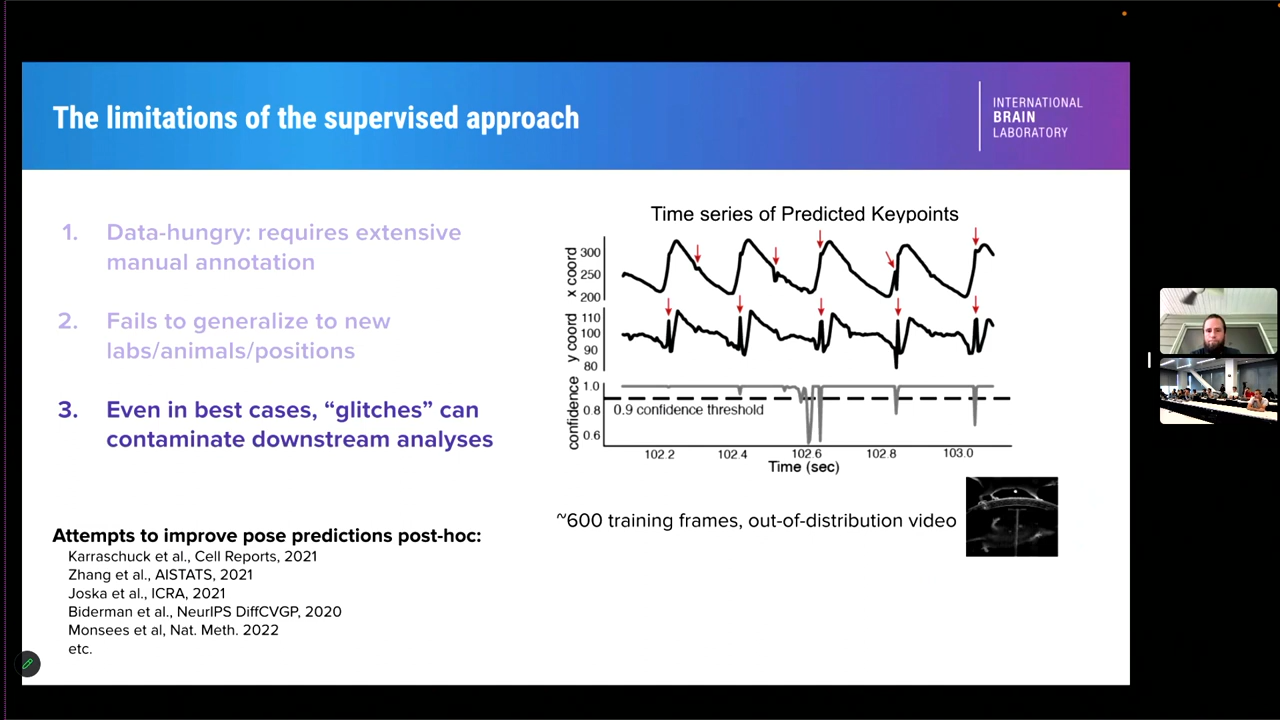 The limitations of the supervised approach
INTERNATIONAL
BRAIN
LABORATORY
1. Data-hungry: requires extensive
manual annotation
2. Fails to generalize to new
labs/animals/positions
3. Even in best cases, “glitches” can
contaminate downstream analyses
Attempts to improve pose predictions post-hoc:
Karraschuck et al., Cell Reports, 2021
Zhang et al., AISTATS, 2021
Joska et al., ICRA, 2021
Biderman et al., NeurIPS DiffCVGP, 2020
Monsees et al, Nat. Meth. 2022
etc.
Time series of Predicted Keypoints
x coord
300
250
200
y coord
110
100
90
80
confidence
1.0
0.8
0.6
0.9 confidence threshold
102.2 102.4 102.6 102.8 103.0
Time (sec)
~600 training frames, out-of-distribution video